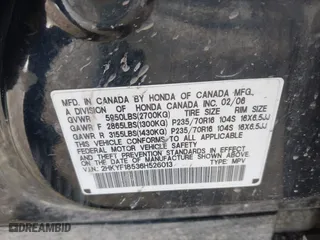 MFD. IN CANADA BY HONDA OF CANADA MFG.
A DIVISION OF HONDA CANADA INC. 02/06
GVWR 5950LBS(2700KG) TIRE SIZE RIM SIZE
GAWR F 2865LBS(1300KG) P235/70R16 104S 16X6.5JJ
GAWR R 3155LBS(1430KG) P235/70R16 104S 16X6.5JJ
THIS VEHICLE CONFORMS TO ALL APPLICABLE
FEDERAL MOTOR VEHICLE SAFETY
AND THEFT PREVENTION STANDARDS IN EFFECT ON
THE DATE OF MANUFACTURE SHOWN ABOVE.
V.I.N.: 2HKYF18536H526013 TYPE: MPV
AUTOBIDMASTER